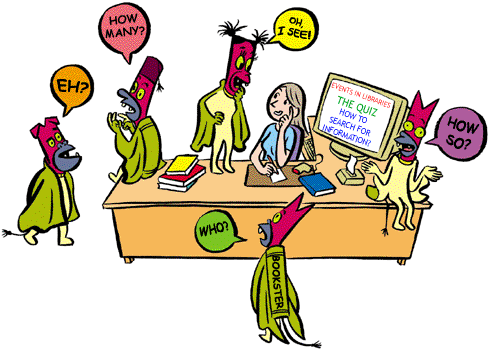 HOW
MANY?
OH,
I SEE!
EH?
EVENTS IN LIBRARIES
THE QUIZ
HOW TO
SEARCH FOR
INFORMATION?
HOW
SO?
WHO?
BOOKSTER